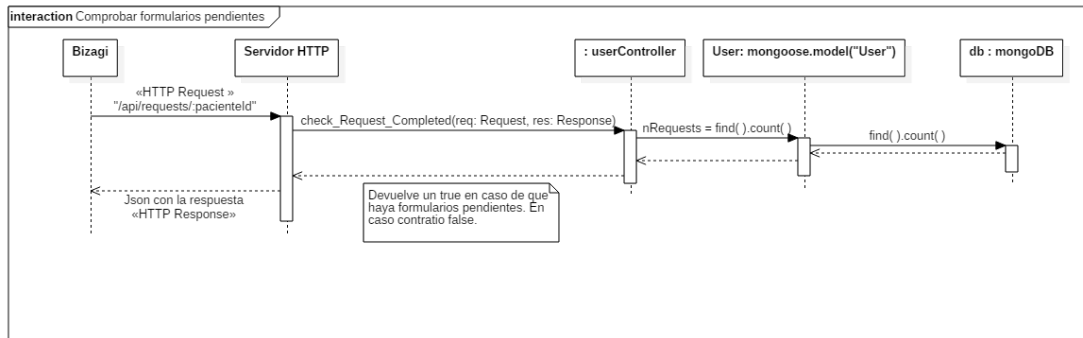 interaction Comprobar formularios pendientes
Bizagi
Servidor HTTP
: userController
User: mongoose.model("User")
db : mongoDB
«HTTP Request »
"/api/requests/:pacienteId"
check_Request_Completed(req: Request, res: Response)
nRequests = find( ).count( )
find( ).count( )
Json con la respuesta
«HTTP Response»
Devuelve un true en caso de que
haya formularios pendientes. En
caso contratio false.